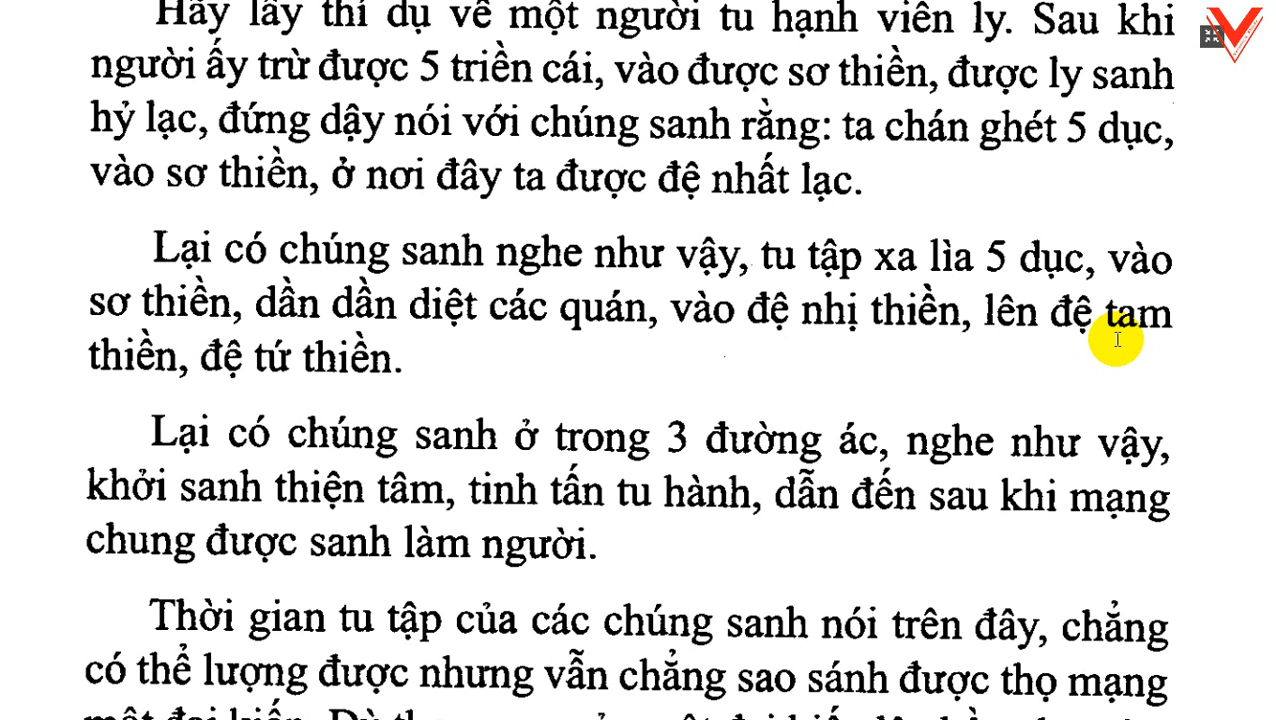 Hãy lấy thí dụ về một người tu hạnh viễn ly. Sau khi
người ấy trừ được 5 triền cái, vào được sơ thiền, được ly sanh
hỷ lạc, đứng dậy nói với chúng sanh rằng: ta chán ghét 5 dục,
vào sơ thiền, ở nơi đây ta được đệ nhất lạc.
Lại có chúng sanh nghe như vậy, tu tập xa lìa 5 dục, vào
sơ thiền, dần dần diệt các quán, vào đệ nhị thiền, lên đệ tam
thiền, đệ tứ thiền.
Lại có chúng sanh ở trong 3 đường ác, nghe như vậy,
khởi sanh thiện tâm, tinh tấn tu hành, dẫn đến sau khi mạng
chung được sanh làm người.
Thời gian tu tập của các chúng sanh nói trên đây, chẳng
có thể lượng được nhưng vẫn chẳng sao sánh được thọ mạng